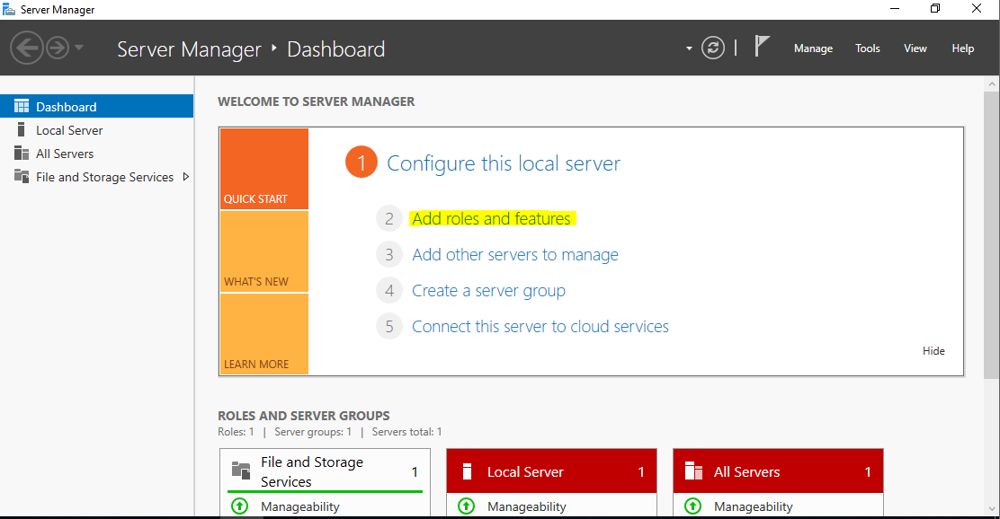 Server Manager
Server Manager ‣ Dashboard
Manage
Tools
View
Help
Dashboard
Local Server
All Servers
File and Storage Services
WELCOME TO SERVER MANAGER
QUICK START
WHAT'S NEW
LEARN MORE
1 Configure this local server
2 Add roles and features
3 Add other servers to manage
4 Create a server group
5 Connect this server to cloud services
Hide
ROLES AND SERVER GROUPS
Roles: 1 | Server groups: 1 | Servers total: 1
File and Storage
Services
1
Manageability
Local Server 1
Manageability
All Servers 1
Manageability